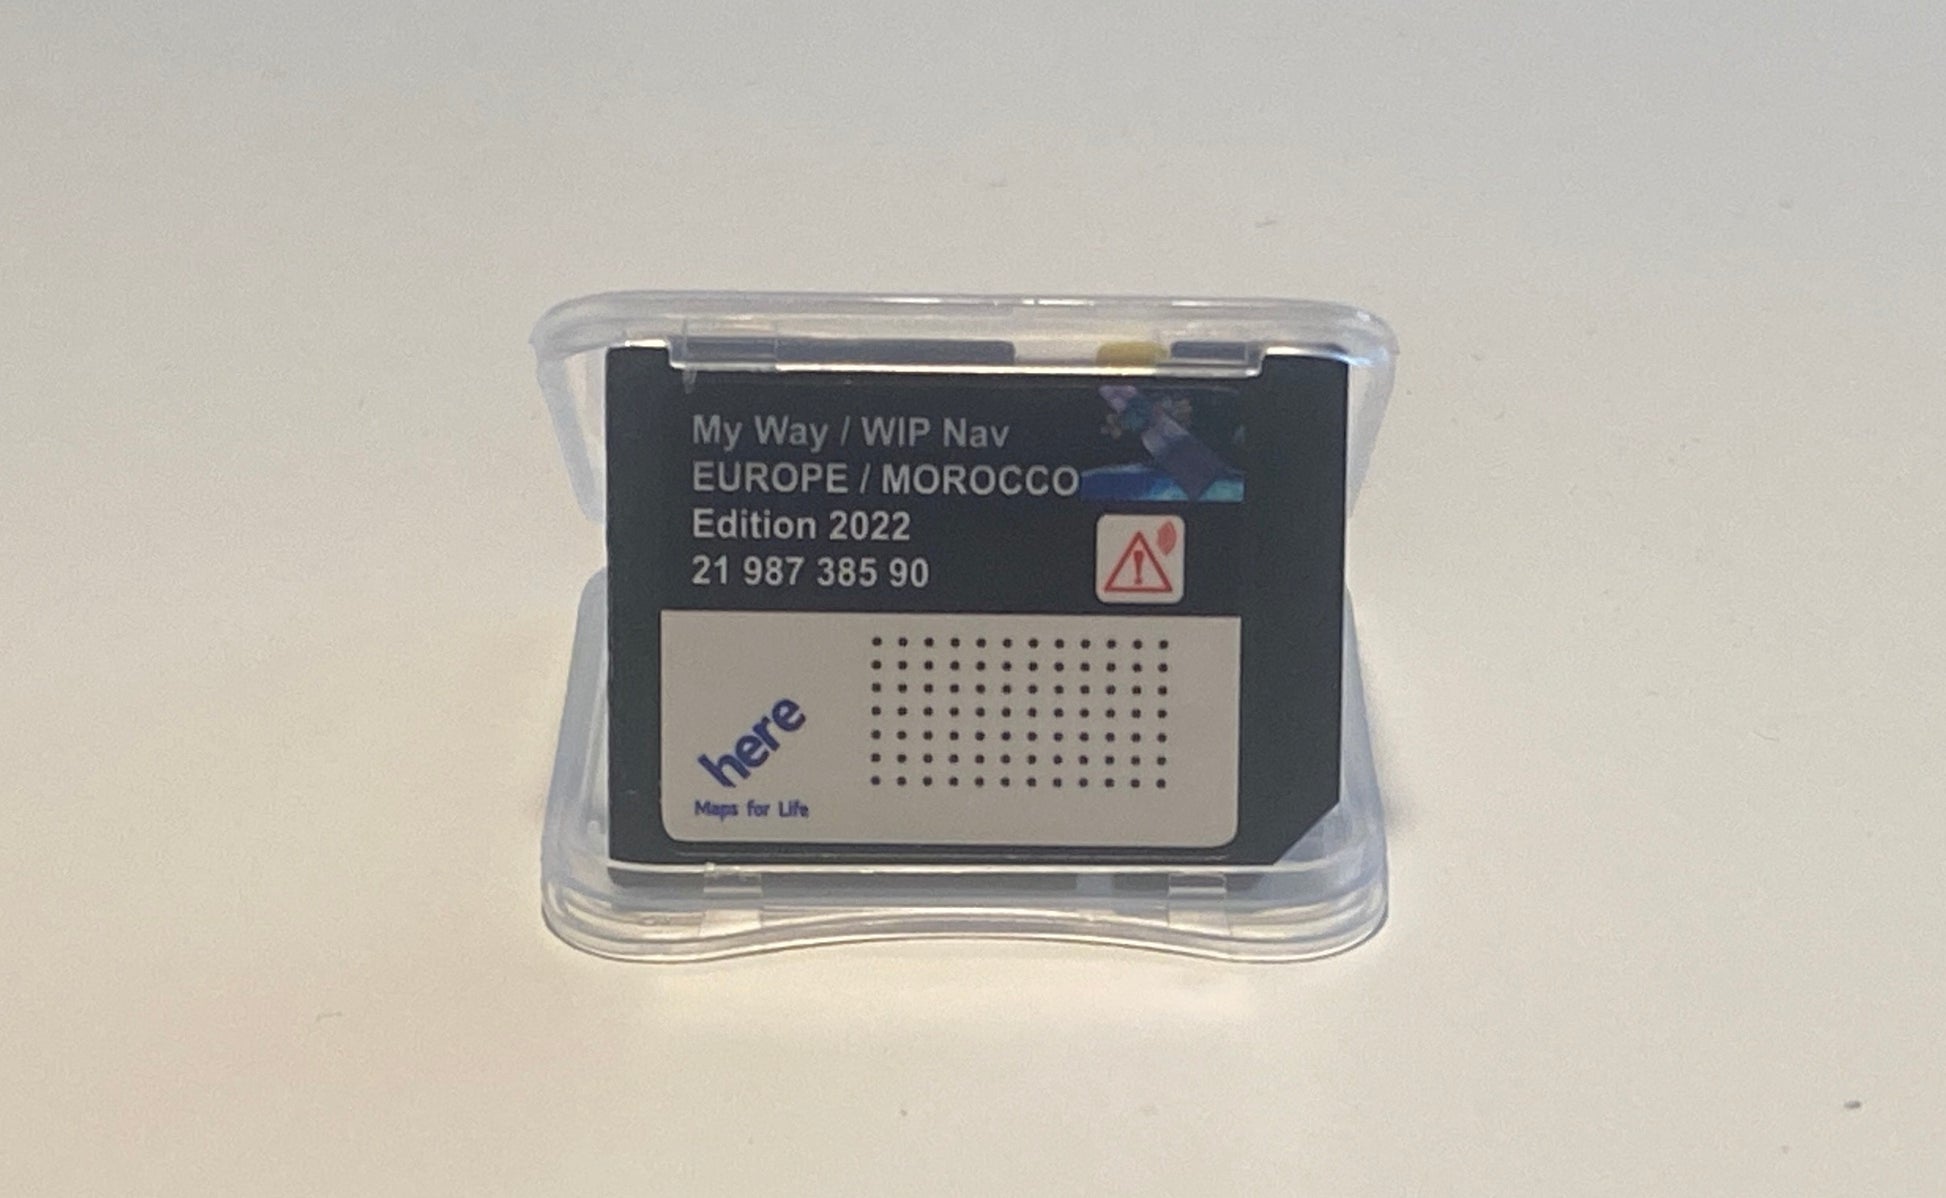 My Way / WIP Nav
EUROPE / MOROCCO
Edition 2022
21 987 385 90
here
Maps for Life